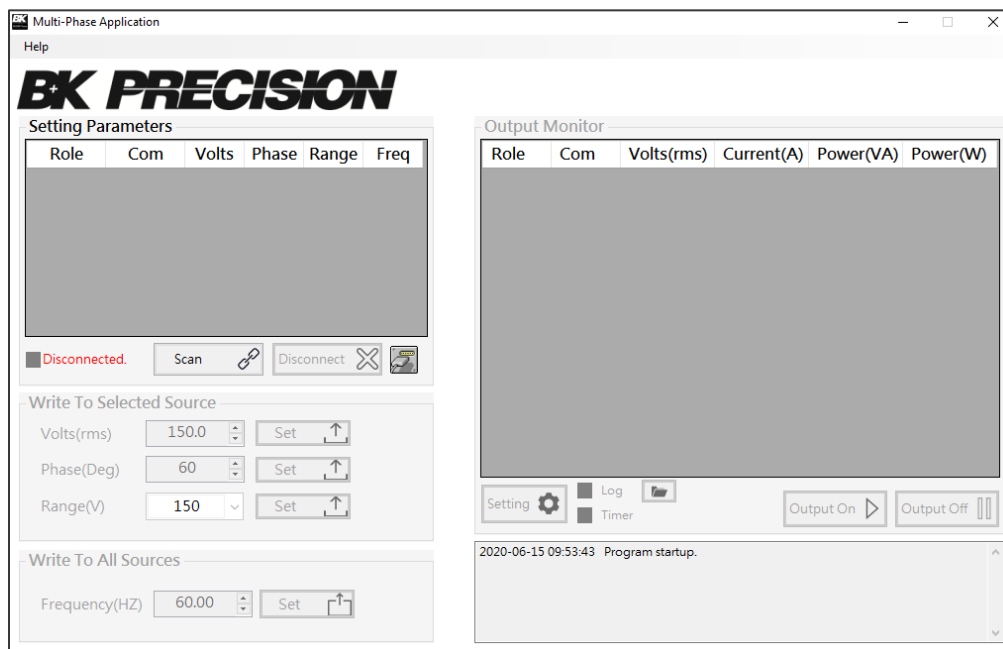 BK Multi-Phase Application
Help
BK PRECISION
Setting Parameters
Role Com Volts Phase Range Freq
Disconnected. Scan Disconnect
Write To Selected Source
Volts(rms) 150.0 Set
Phase(Deg) 60 Set
Range(V) 150 Set
Write To All Sources
Frequency(HZ) 60.00 Set
Output Monitor
Role Com Volts(rms) Current(A) Power(VA) Power(W)
Setting Log
Timer
Output On Output Off
2020-06-15 09:53:43 Program startup.